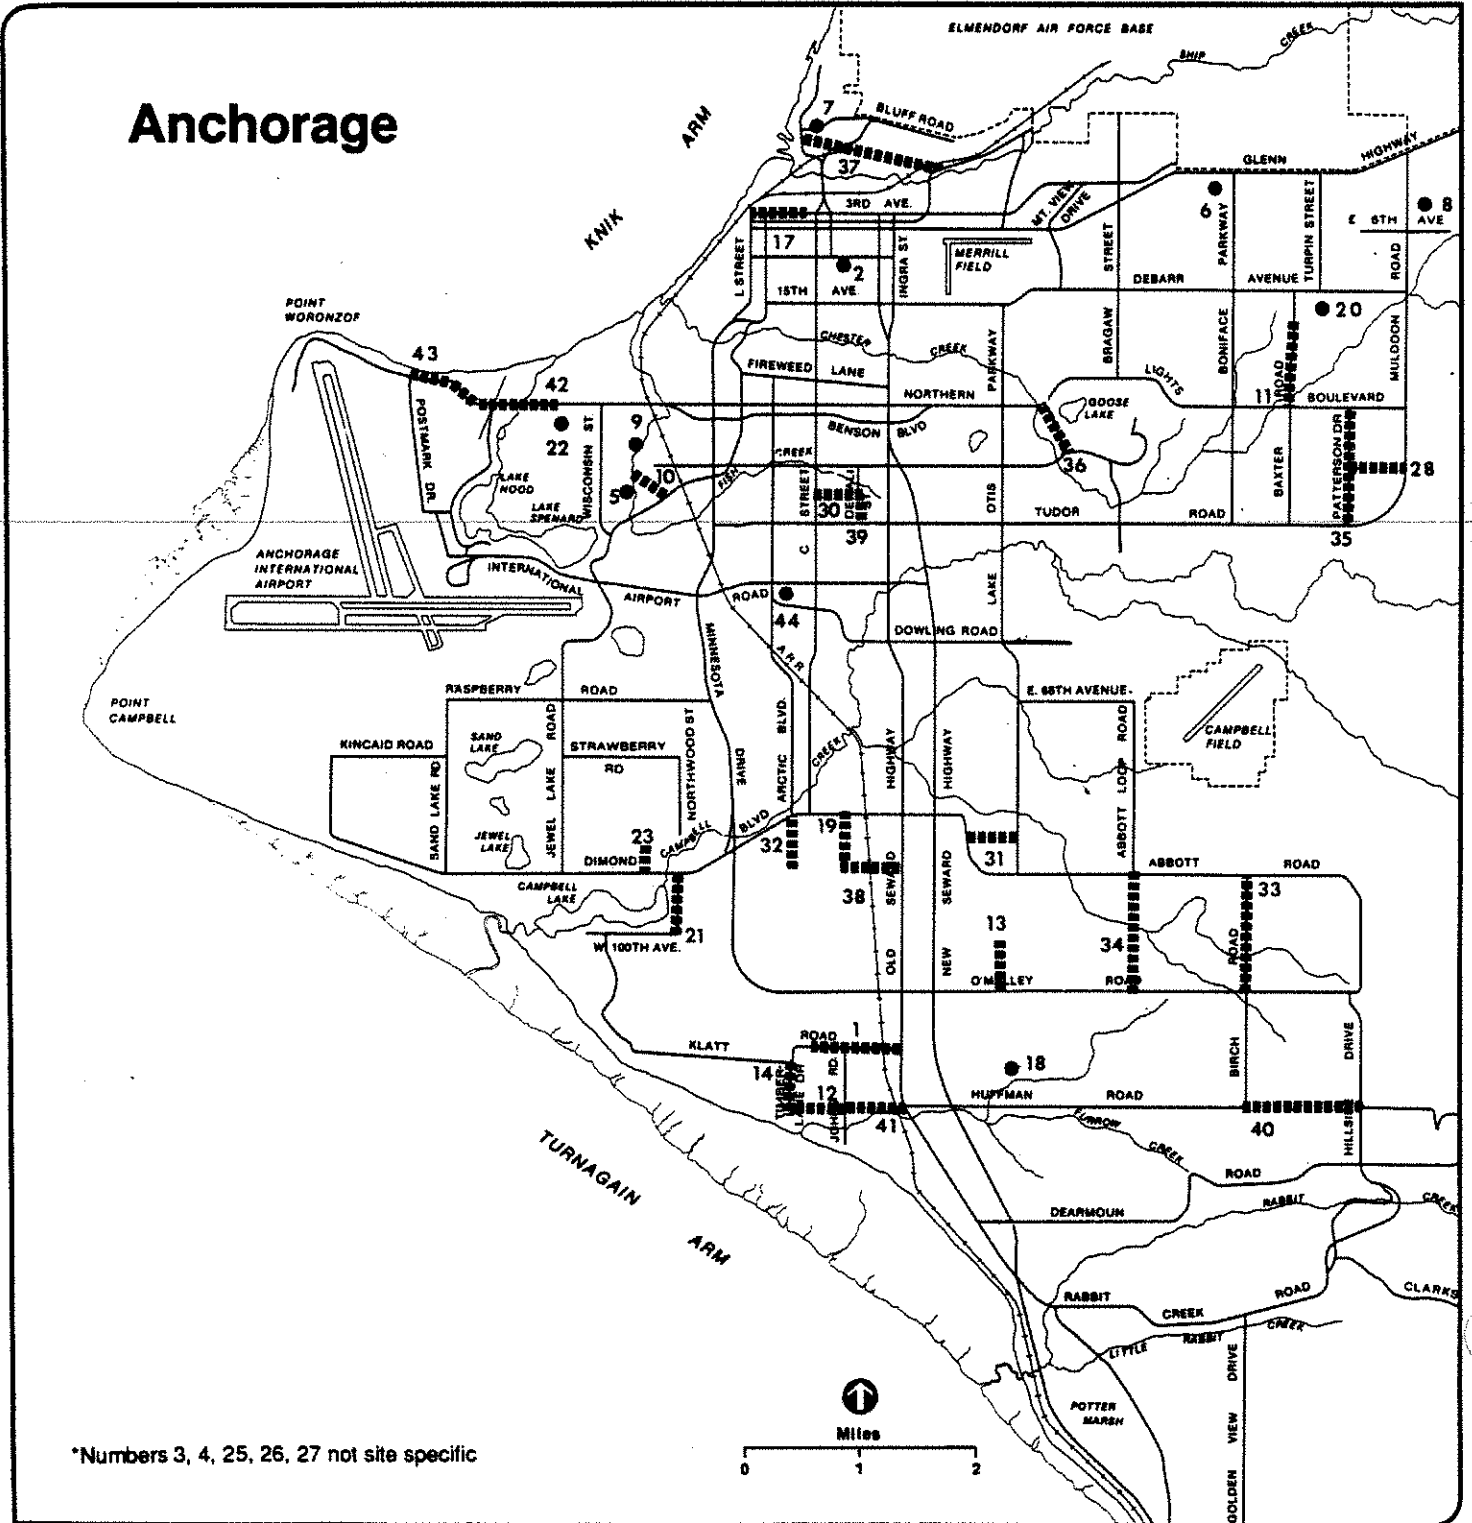 Anchorage
ELMENDORF AIR FORCE BASE
SHIP
CREEK
7
BLUFF ROAD
ARM
KNIK
37
GLENN
HIGHWAY
3RD AVE.
MT. VIEW
DRIVE
6
8
E 6TH AVE
17
L STREET
2
INGRA ST
MERRILL
FIELD
STREET
PARKWAY
TURPIN STREET
ROAD
15TH AVE
DEBARR
AVENUE
20
POINT
WORONZOF
43
42
CHESTER
CREEK
FIREWEED LANE
PARKWAY
BRAGAW
BONIFACE
MULDOON
LIGHTS
NORTHERN
11
ROAD
BOULEVARD
POSTMARK DR.
22
WISCONSIN ST
9
BENSON BLVD
GOOSE
LAKE
36
BAXTER
PATTERSON DR
28
LAKE
HOOD
LAKE
SPENARD
10
5
FISH
CREEK
STREET
C
30
DENALI
ST
39
OTIS
LAKE
TUDOR
ROAD
35
ANCHORAGE
INTERNATIONAL
AIRPORT
INTERNATIONAL
AIRPORT
ROAD
44
DOWLING ROAD
ARR
MINNESOTA
DRIVE
POINT
CAMPBELL
RASPBERRY
ROAD
E. 68TH AVENUE
CAMPBELL
FIELD
KINCAID ROAD
SAND
LAKE
STRAWBERRY
RD
NORTHWOOD ST
ARCTIC BLVD.
CREEK
HIGHWAY
HIGHWAY
ABBOTT LOOP ROAD
SAND LAKE RD
JEWEL LAKE ROAD
JEWEL
LAKE
23
DIMOND
CAMPBELL
BLVD
32
19
31
ABBOTT
ROAD
33
CAMPBELL
LAKE
38
OLD
SEWARD
NEW
SEWARD
21
W. 100TH AVE.
13
34
ROAD
O'MALLEY
ROAD
KLATT
ROAD
1
14
12
RD.
18
BIRCH
DRIVE
HUFFMAN
ROAD
41
40
HILLSIDE
FURROW
CREEK
TURNAGAIN
ARM
ROAD
RABBIT
CREEK
DEARMOUN
RABBIT
CREEK
ROAD
CLARKS
LITTLE
RABBIT
CREEK
GOLDEN VIEW DRIVE
POTTER
MARSH
Miles
0 1 2
*Numbers 3, 4, 25, 26, 27 not site specific